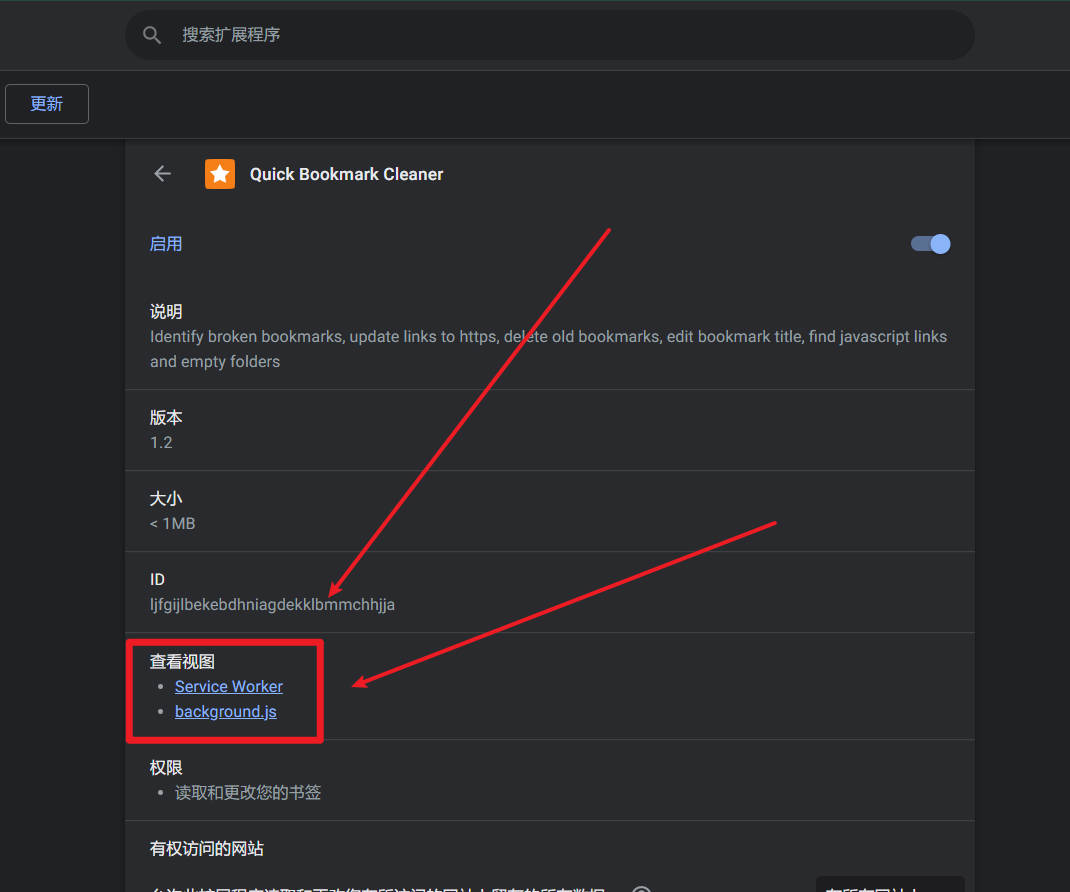 搜索扩展程序
更新
Quick Bookmark Cleaner
启用
说明
Identify broken bookmarks, update links to https, delete old bookmarks, edit bookmark title, find javascript links
and empty folders
版本
1.2
大小
< 1MB
ID
ljfgijlbekebdhniagdekklbmmchhjja
查看视图
Service Worker
background.js
权限
读取和更改您的书签
有权访问的网站